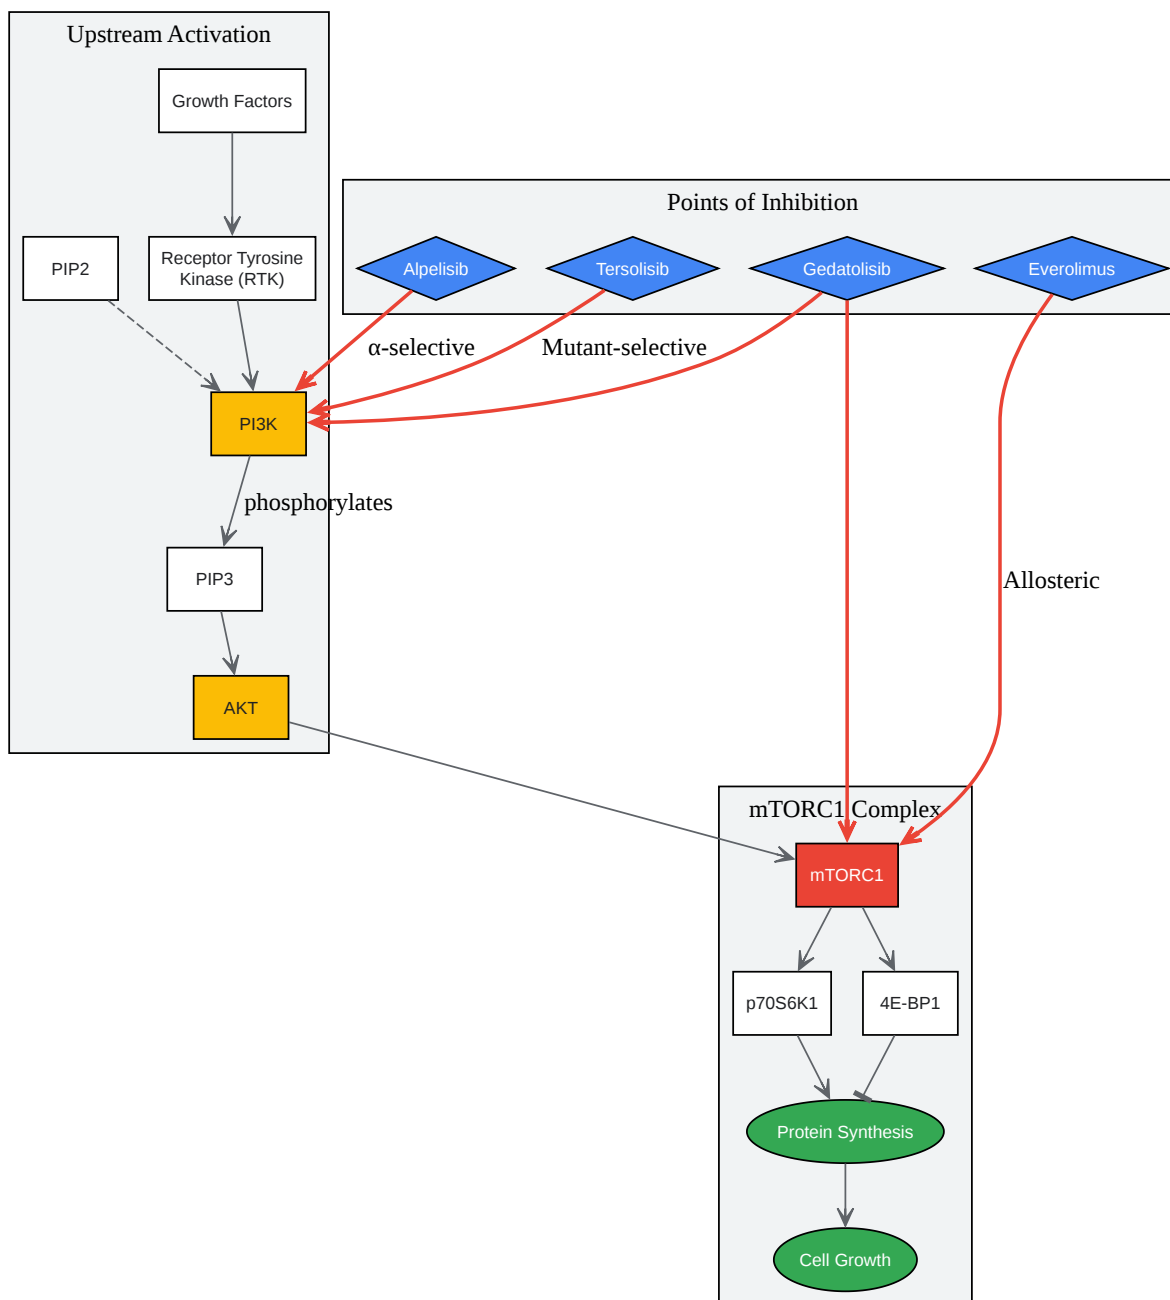 Upstream Activation
Growth Factors
Points of Inhibition
PIP2
Receptor Tyrosine
Kinase (RTK)
Alpelisib
Tersolisib
Gedatolisib
Everolimus
α-selective
Mutant-selective
PI3K
phosphorylates
PIP3
Allosteric
AKT
mTORC1 Complex
mTORC1
p70S6K1
4E-BP1
Protein Synthesis
Cell Growth